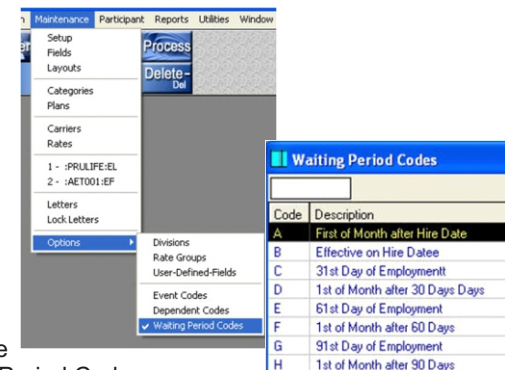 Maintenance Participant Reports Utilities Window
Setup
Fields
Layouts
Categories
Plans
Carriers
Rates
1 - :PRULIFE:EL
2 - :AET001:EF
Letters
Lock Letters
Options
Process
Delete-
Del
Divisions
Rate Groups
User-Defined-Fields
Event Codes
Dependent Codes
Waiting Period Codes
Waiting Period Codes
Code Description
A First of Month after Hire Date
B Effective on Hire Datee
C 31st Day of Employmentt
D 1st of Month after 30 Days Days
E 61st Day of Employment
F 1st of Month after 60 Days
G 91st Day of Employment
H 1st of Month after 90 Days